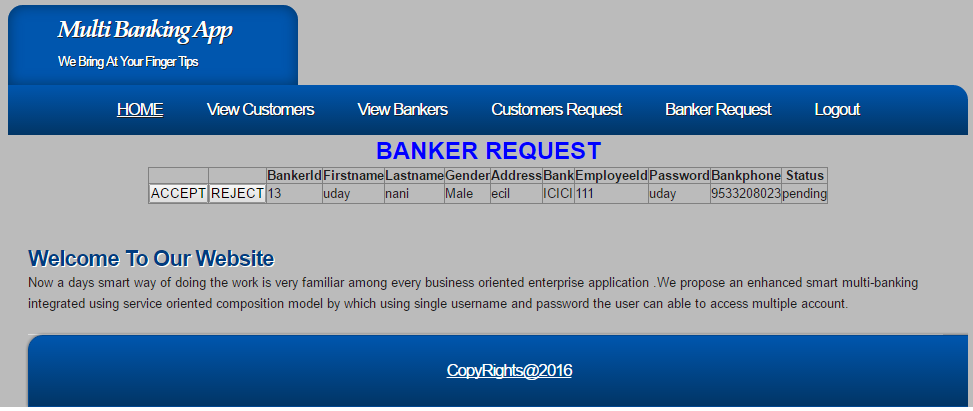 Multi Banking App
We Bring At Your Finger Tips
HOME View Customers View Bankers Customers Request Banker Request Logout
BANKER REQUEST
BankerId Firstname Lastname Gender Address Bank EmployeeId Password Bankphone Status
ACCEPT REJECT 13 uday nani Male ecil ICICI 111 uday 9533208023 pending
Welcome To Our Website
Now a days smart way of doing the work is very familiar among every business oriented enterprise application .We propose an enhanced smart multi-banking
integrated using service oriented composition model by which using single username and password the user can able to access multiple account.
CopyRights@2016